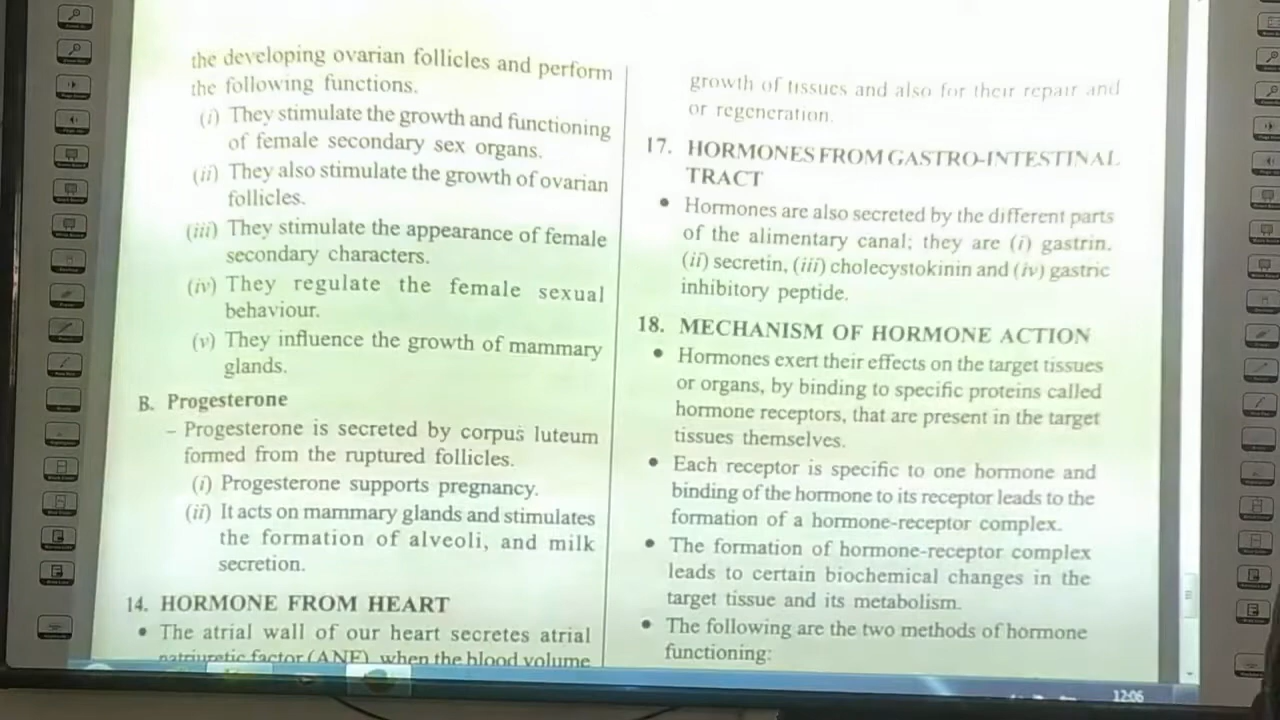 the developing ovarian follicles and perform
the following functions.
(i) They stimulate the growth and functioning
of female secondary sex organs.
(ii) They also stimulate the growth of ovarian
follicles.
(iii) They stimulate the appearance of female
secondary characters.
(iv) They regulate the female sexual
behaviour.
(v) They influence the growth of mammary
glands.
B. Progesterone
– Progesterone is secreted by corpus luteum
formed from the ruptured follicles.
(i) Progesterone supports pregnancy.
(ii) It acts on mammary glands and stimulates
the formation of alveoli, and milk
secretion.
14. HORMONE FROM HEART
• The atrial wall of our heart secretes atrial
natriuretic factor (ANF), when the blood volume
growth of tissues and also for their repair and
or regeneration.
17. HORMONES FROM GASTRO-INTESTINAL
TRACT
• Hormones are also secreted by the different parts
of the alimentary canal; they are (i) gastrin,
(ii) secretin, (iii) cholecystokinin and (iv) gastric
inhibitory peptide.
18. MECHANISM OF HORMONE ACTION
• Hormones exert their effects on the target tissues
or organs, by binding to specific proteins called
hormone receptors, that are present in the target
tissues themselves.
• Each receptor is specific to one hormone and
binding of the hormone to its receptor leads to the
formation of a hormone-receptor complex.
• The formation of hormone-receptor complex
leads to certain biochemical changes in the
target tissue and its metabolism.
• The following are the two methods of hormone
functioning:
12:06